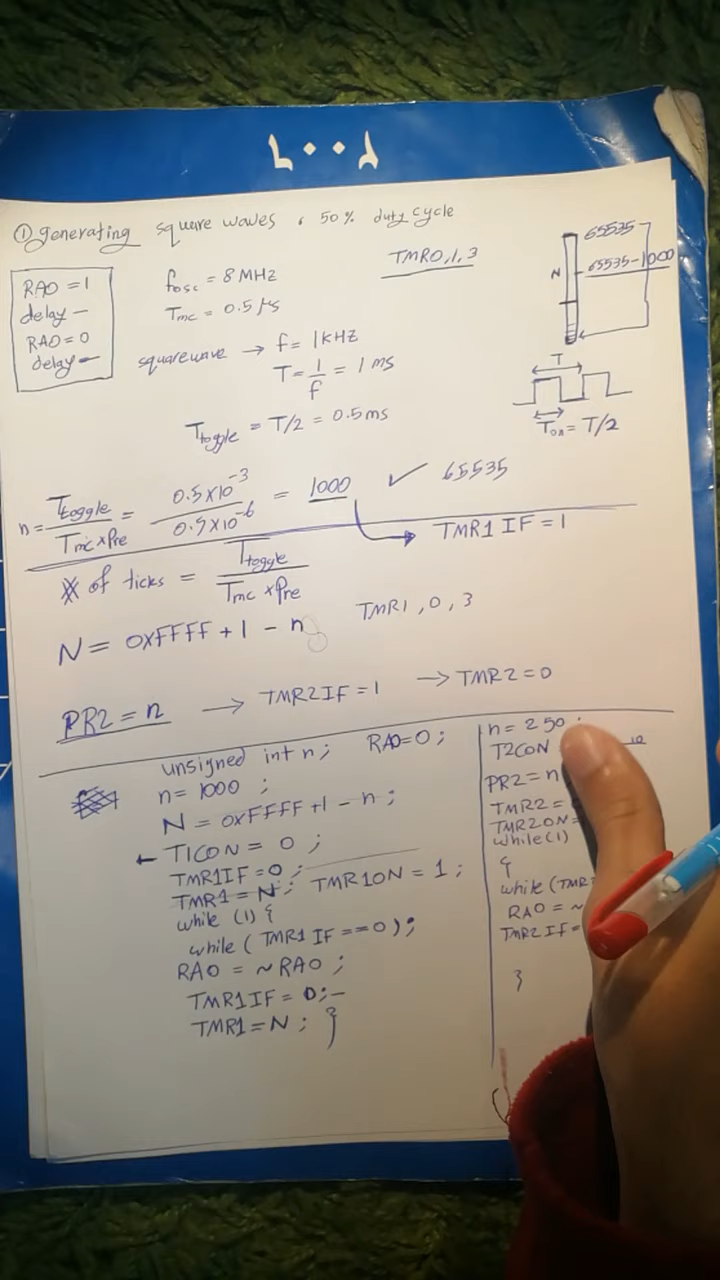 ٢٠٠٨
① generating square waves, 50% duty cycle
RA0 = 1
delay —
RA0 = 0
delay —
fosc = 8 MHz
Tmc = 0.5 µs
TMR0,1,3
squarewave → f = 1KHz
T = 1/f = 1 ms
Ttoggle = T/2 = 0.5ms
65535
N 65535-1000
T
Ton = T/2
n = Ttoggle / Tmc × Pre = 0.5×10^-3 / 0.5×10^-6 = 1000 ✓ 65535
→ TMR1IF = 1
# of ticks = Ttoggle / Tmc × Pre
N = 0xFFFF + 1 - n TMR1, 0, 3
PR2 = n → TMR2IF = 1 → TMR2 = 0
unsigned int n; RA0=0;
n = 1000 ;
N = 0xFFFF + 1 - n ;
T1CON = 0 ;
TMR1IF = 0 ;
TMR1 = N ; TMR1ON = 1 ;
while (1) {
while ( TMR1IF ==0) ;
RA0 = ~ RA0 ;
TMR1IF = 0 ; —
TMR1 = N ; }
n = 250 ;
T2CON
PR2 = n
TMR2 =
TMR2ON =
while(1)
{
while (TMR
RA0 = ~
TMR2IF =
}